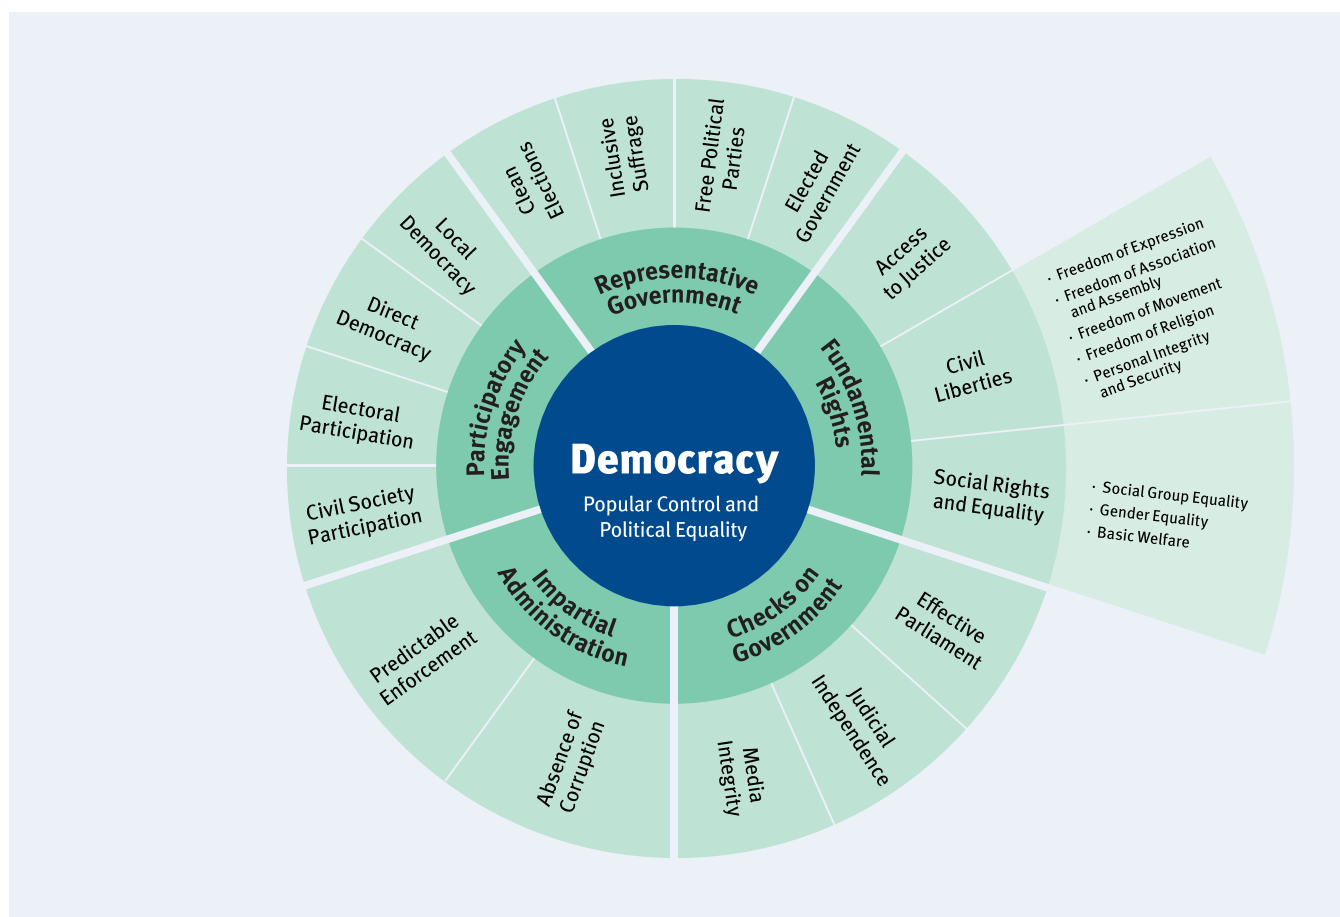 Democracy
Popular Control and
Political Equality
Representative
Government
Clean
Elections
Inclusive
Suffrage
Free Political
Parties
Elected
Government
Fundamental
Rights
Access
to Justice
Civil
Liberties
· Freedom of Expression
· Freedom of Association
and Assembly
· Freedom of Movement
· Freedom of Religion
· Personal Integrity
and Security
Social Rights
and Equality
· Social Group Equality
· Gender Equality
· Basic Welfare
Checks on
Government
Effective
Parliament
Judicial
Independence
Media
Integrity
Impartial
Administration
Absence of
Corruption
Predictable
Enforcement
Participatory
Engagement
Civil Society
Participation
Electoral
Participation
Direct
Democracy
Local
Democracy